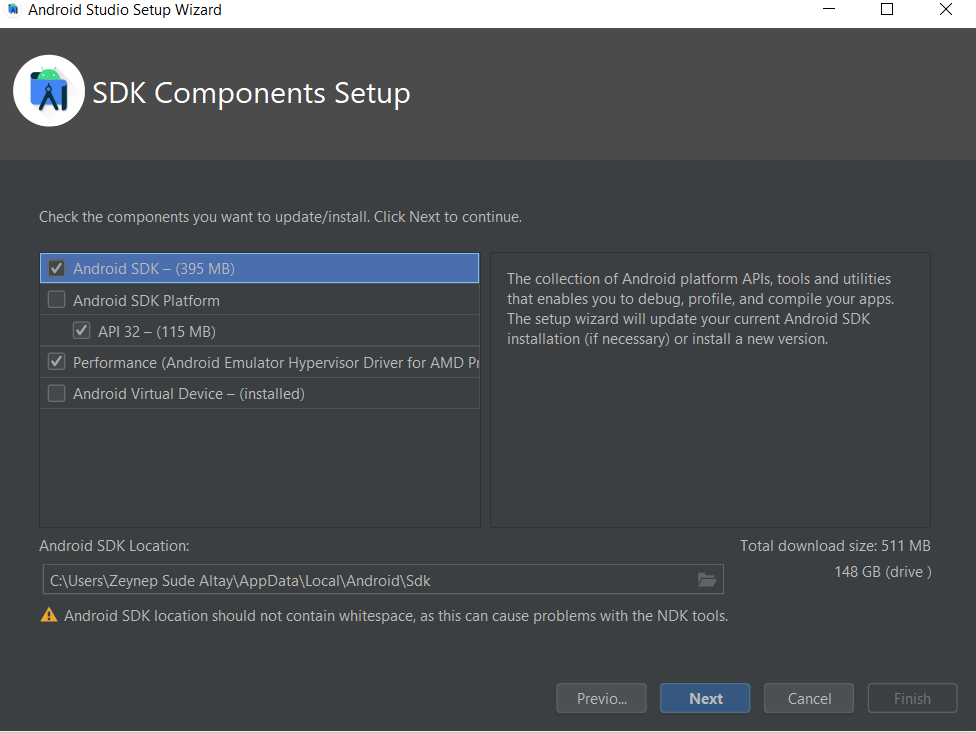 Android Studio Setup Wizard
SDK Components Setup
Check the components you want to update/install. Click Next to continue.
Android SDK – (395 MB)
Android SDK Platform
API 32 – (115 MB)
Performance (Android Emulator Hypervisor Driver for AMD Pr
Android Virtual Device – (installed)
The collection of Android platform APIs, tools and utilities
that enables you to debug, profile, and compile your apps.
The setup wizard will update your current Android SDK
installation (if necessary) or install a new version.
Android SDK Location:
Total download size: 511 MB
148 GB (drive )
C:\Users\Zeynep Sude Altay\AppData\Local\Android\Sdk
Android SDK location should not contain whitespace, as this can cause problems with the NDK tools.
Previo...
Next
Cancel
Finish